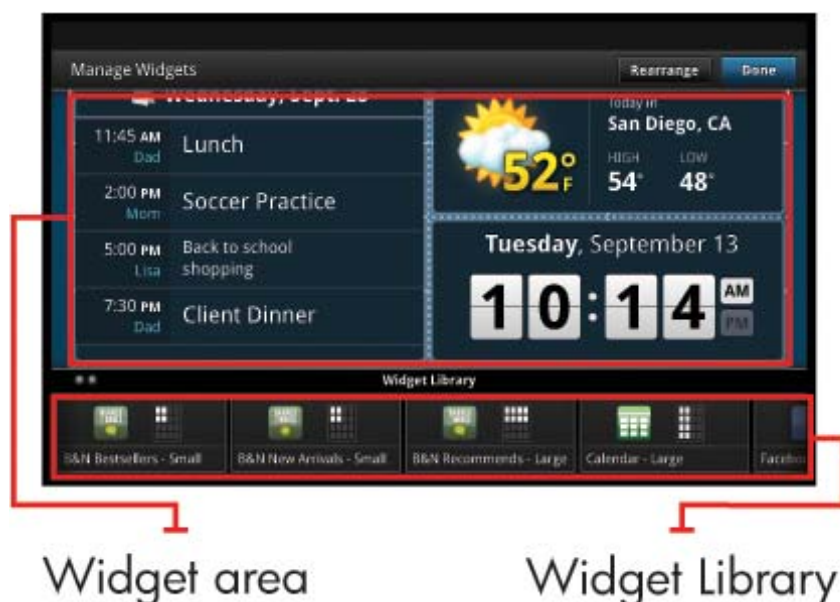 Manage Widgets
Rearrange
Done
Wednesday, Sept. 28
11:45 AM
Dad
Lunch
2:00 PM
Mom
Soccer Practice
5:00 PM
Lisa
Back to school
shopping
7:30 PM
Dad
Client Dinner
52° F
Today in
San Diego, CA
HIGH LOW
54° 48°
Tuesday, September 13
10:14
AM
PM
Widget Library
B&N Bestsellers - Small
B&N New Arrivals - Small
B&N Recommends - Large
Calendar - Large
Widget area
Widget Library